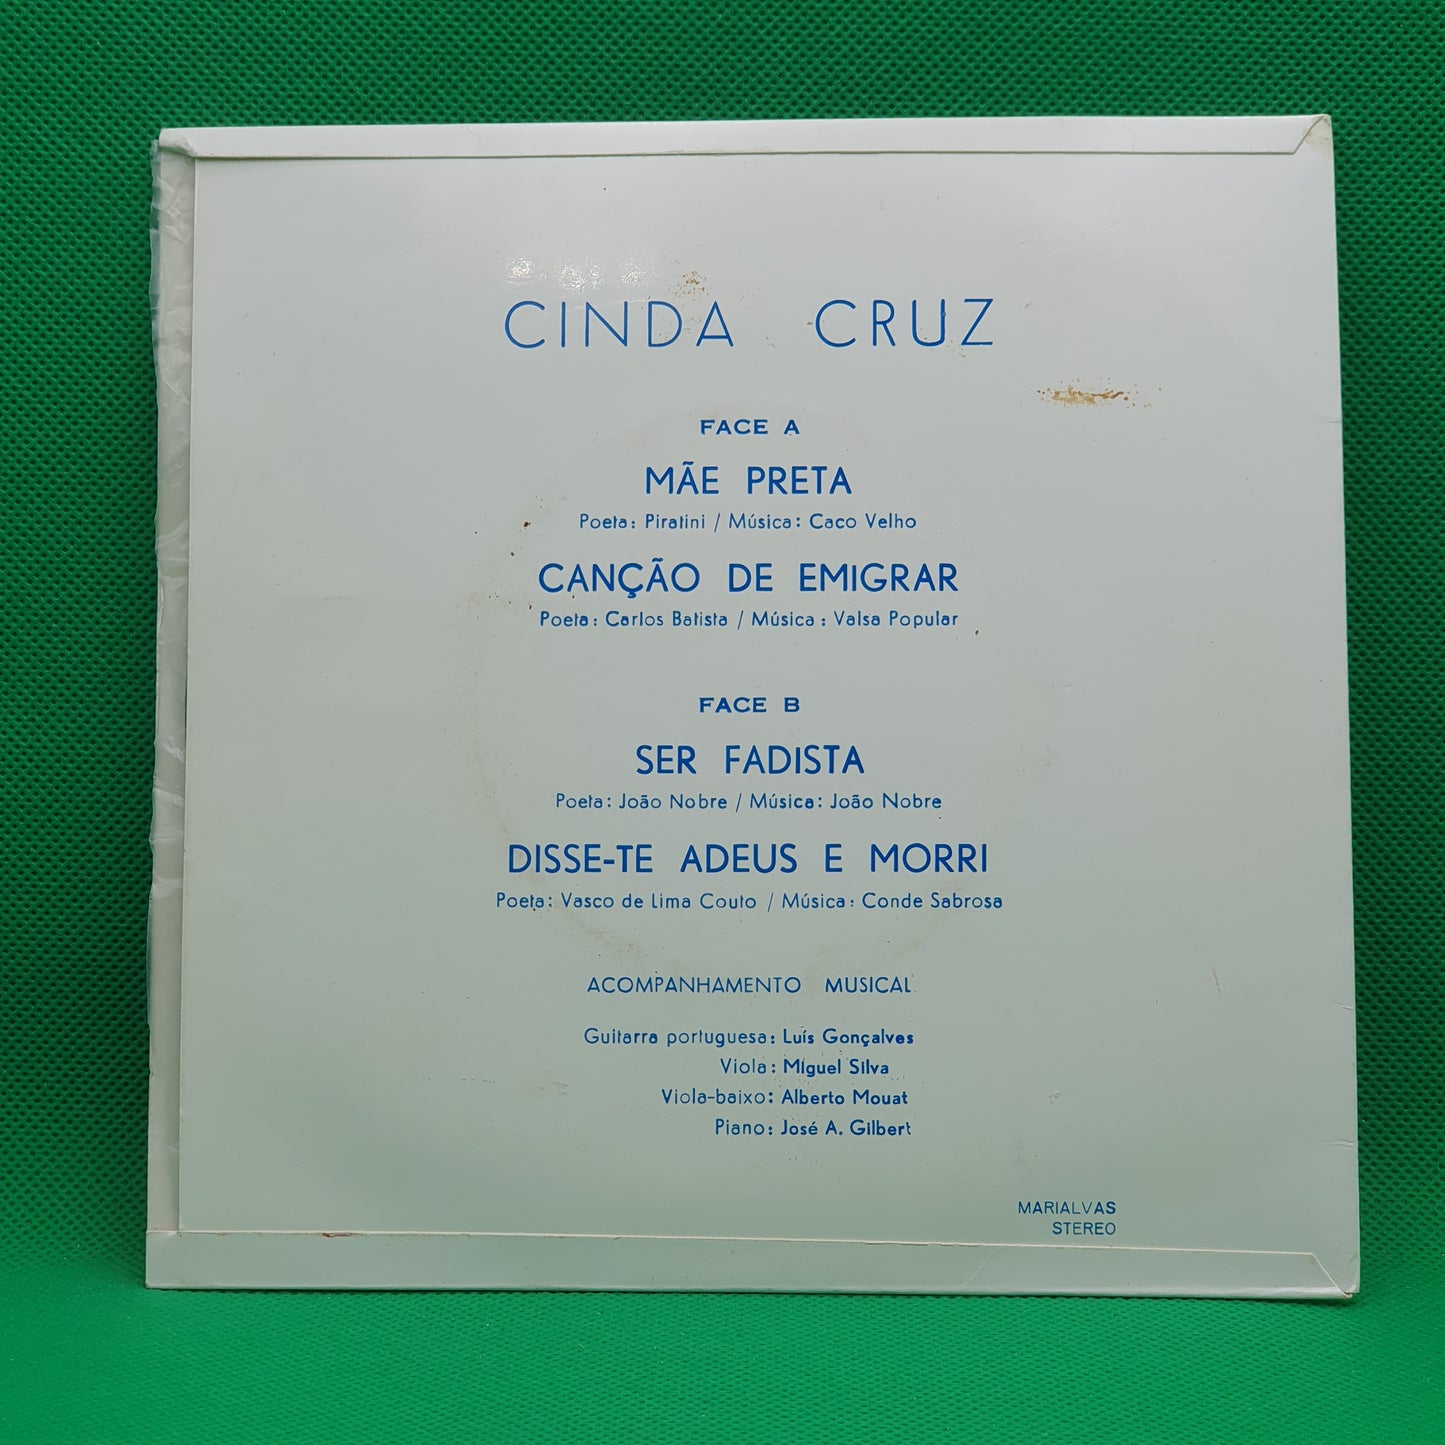 CINDA CRUZ
FACE A
MÃE PRETA
Poeta: Piratini / Música: Caco Velho
CANÇÃO DE EMIGRAR
Poeta: Carlos Batista / Música: Valsa Popular
FACE B
SER FADISTA
Poeta: João Nobre / Música: João Nobre
DISSE-TE ADEUS E MORRI
Poeta: Vasco de Lima Couto / Música: Conde Sabrosa
ACOMPANHAMENTO MUSICAL
Guitarra portuguesa: Luís Gonçalves
Viola: Miguel Silva
Viola-baixo: Alberto Mouat
Piano: José A. Gilbert
MARIALVAS
STEREO